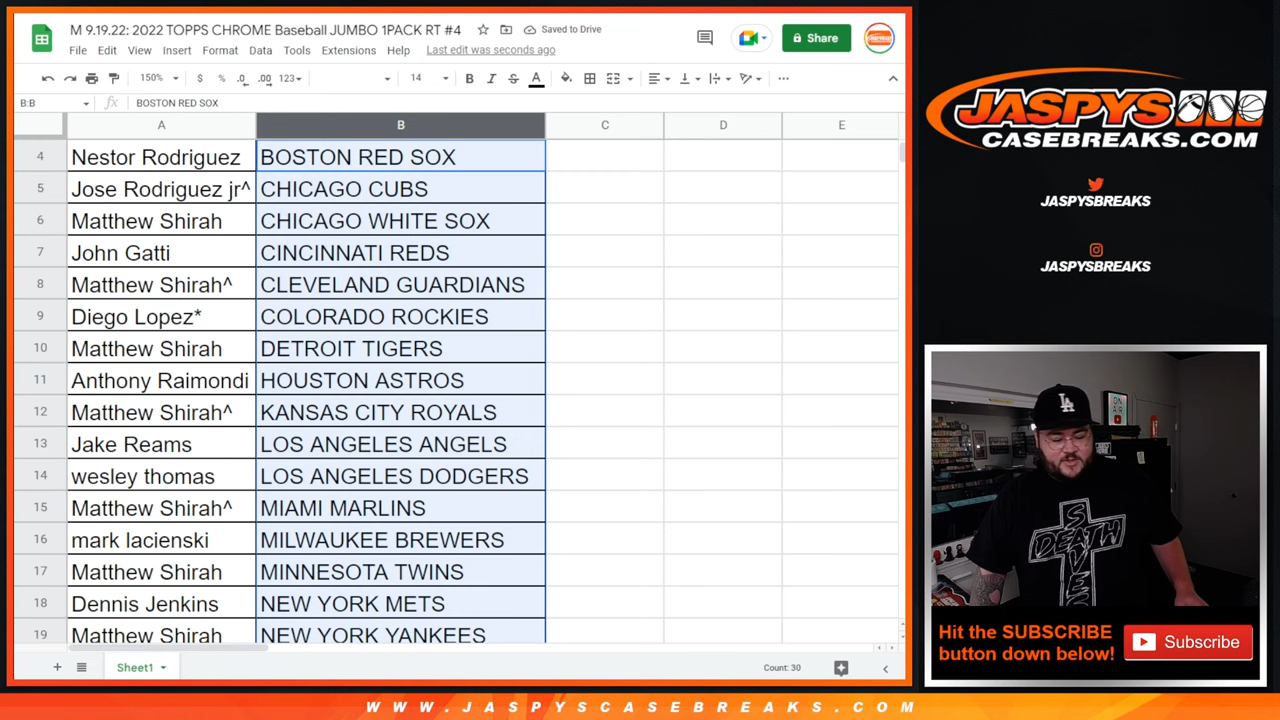 M 9.19.22: 2022 TOPPS CHROME Baseball JUMBO 1PACK RT #4
Saved to Drive
File Edit View Insert Format Data Tools Extensions Help Last edit was seconds ago
Share
150% $ % .0 .00 123 14 B I S A
B:B fx BOSTON RED SOX
A B C D E
4 Nestor Rodriguez BOSTON RED SOX
5 Jose Rodriguez jr^ CHICAGO CUBS
6 Matthew Shirah CHICAGO WHITE SOX
7 John Gatti CINCINNATI REDS
8 Matthew Shirah^ CLEVELAND GUARDIANS
9 Diego Lopez* COLORADO ROCKIES
10 Matthew Shirah DETROIT TIGERS
11 Anthony Raimondi HOUSTON ASTROS
12 Matthew Shirah^ KANSAS CITY ROYALS
13 Jake Reams LOS ANGELES ANGELS
14 wesley thomas LOS ANGELES DODGERS
15 Matthew Shirah^ MIAMI MARLINS
16 mark lacienski MILWAUKEE BREWERS
17 Matthew Shirah MINNESOTA TWINS
18 Dennis Jenkins NEW YORK METS
19 Matthew Shirah NEW YORK YANKEES
Sheet1
Count: 30
JASPYS
CASEBREAKS.COM
JASPYSBREAKS
JASPYSBREAKS
ON AIR
LA
DEATH
SAVES
Hit the SUBSCRIBE
button down below!
Subscribe
WWW.JASPYSCASEBREAKS.COM